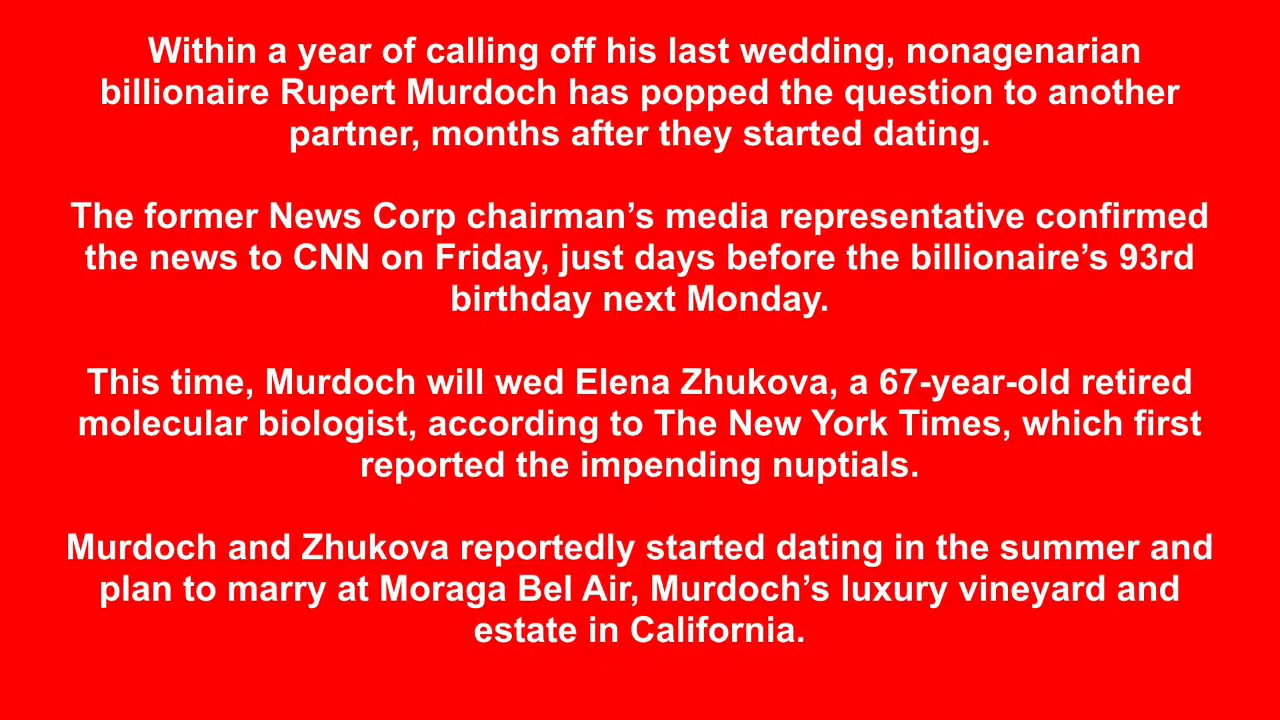 Within a year of calling off his last wedding, nonagenarian
billionaire Rupert Murdoch has popped the question to another
partner, months after they started dating.
The former News Corp chairman’s media representative confirmed
the news to CNN on Friday, just days before the billionaire’s 93rd
birthday next Monday.
This time, Murdoch will wed Elena Zhukova, a 67-year-old retired
molecular biologist, according to The New York Times, which first
reported the impending nuptials.
Murdoch and Zhukova reportedly started dating in the summer and
plan to marry at Moraga Bel Air, Murdoch’s luxury vineyard and
estate in California.